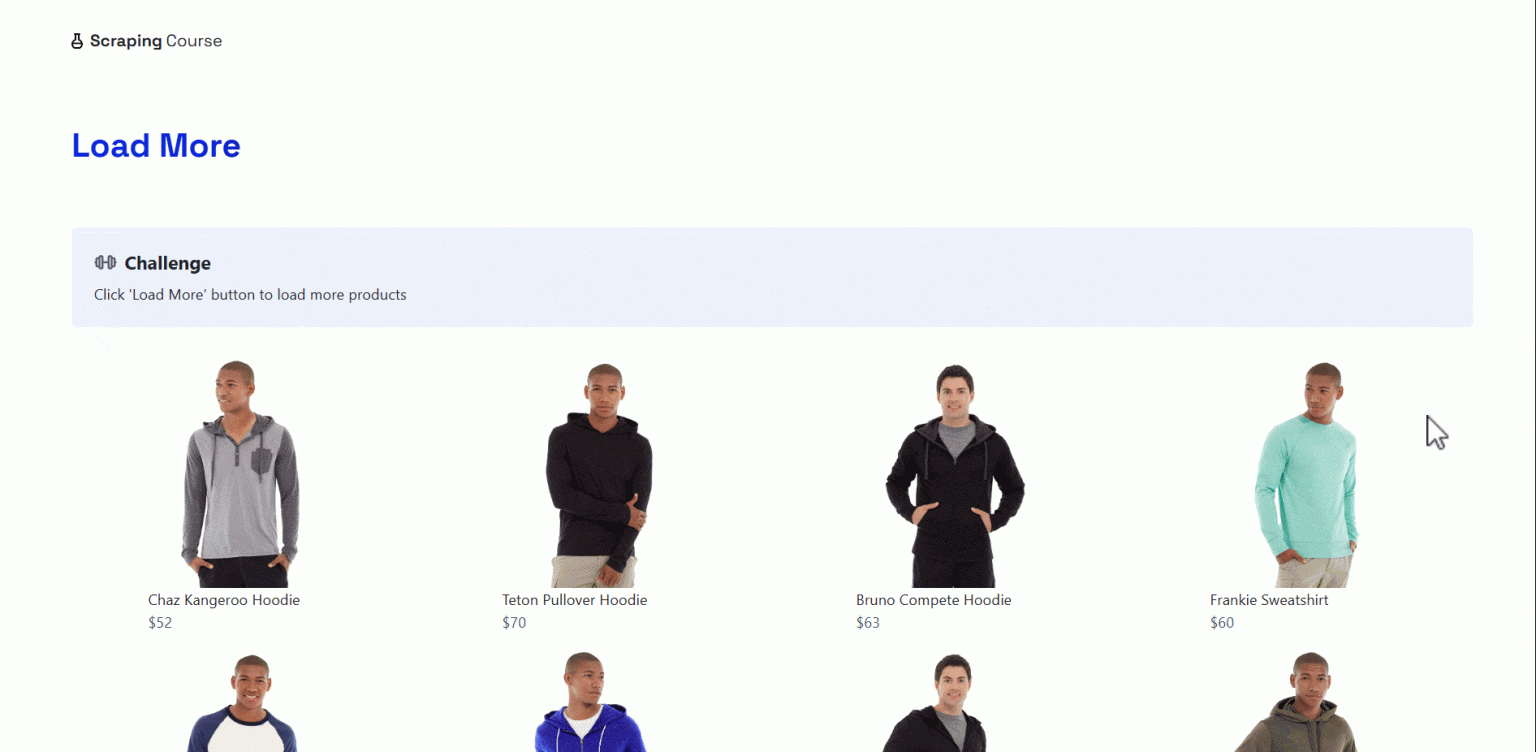 Scraping Course
Load More
Challenge
Click 'Load More' button to load more products
Chaz Kangeroo Hoodie
$52
Teton Pullover Hoodie
$70
Bruno Compete Hoodie
$63
Frankie Sweatshirt
$60